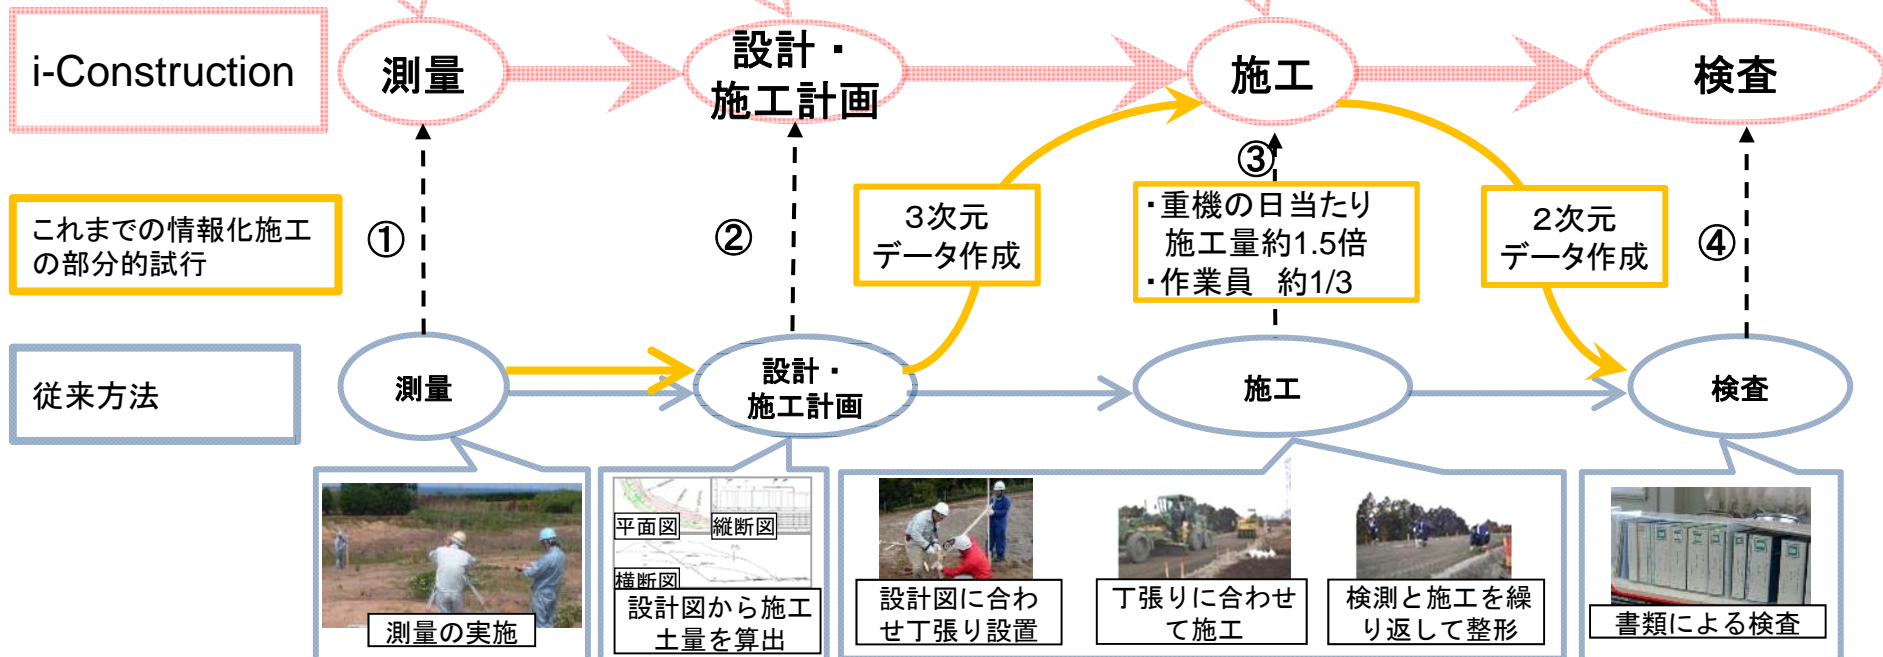 i-Construction
測量
設計・
施工計画
施工
検査
これまでの情報化施工
の部分的試行
①
②
3次元
データ作成
③
・重機の日当たり
施工量約1.5倍
・作業員　約1/3
2次元
データ作成
④
従来方法
測量
設計・
施工計画
施工
検査
測量の実施
平面図
縦断図
横断図
設計図から施工
土量を算出
設計図に合わ
せ丁張り設置
丁張りに合わせ
て施工
検測と施工を繰
り返して整形
書類による検査